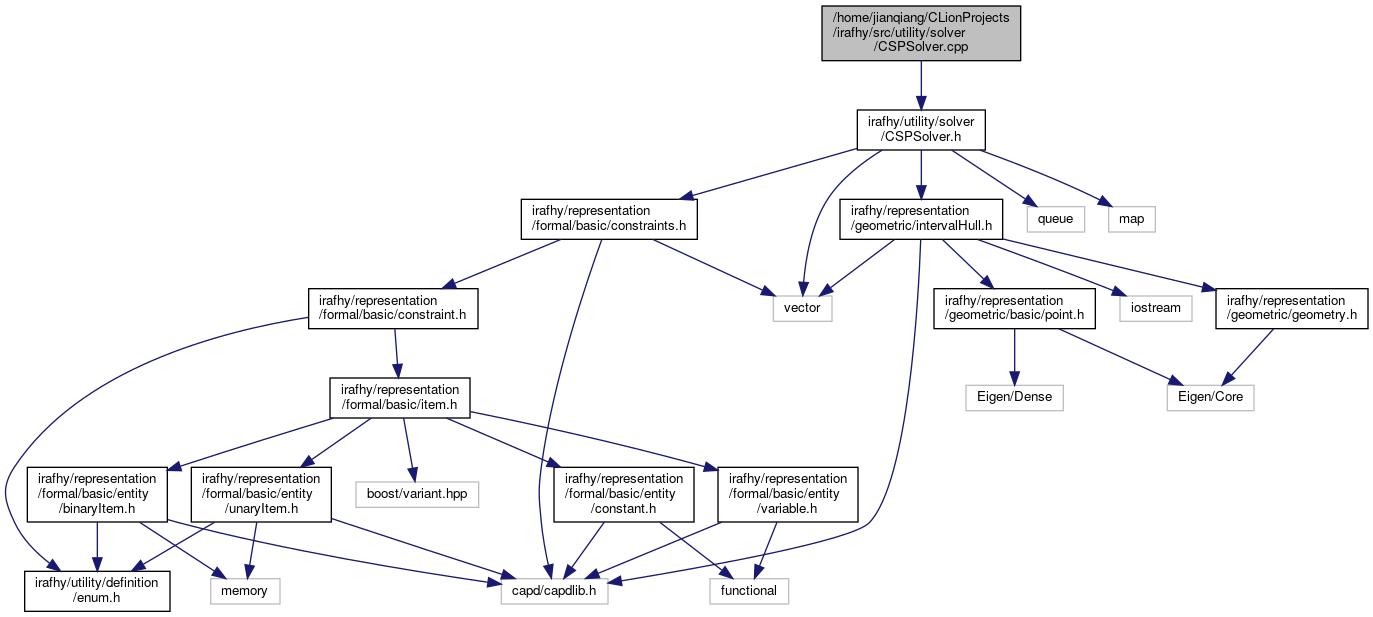 /home/jianqiang/CLionProjects
/irafhy/src/utility/solver
/CSPSolver.cpp
irafhy/utility/solver
/CSPSolver.h
irafhy/representation
/formal/basic/constraints.h
irafhy/representation
/geometric/intervalHull.h
queue
map
irafhy/representation
/formal/basic/constraint.h
vector
irafhy/representation
/geometric/basic/point.h
iostream
irafhy/representation
/geometric/geometry.h
irafhy/representation
/formal/basic/item.h
Eigen/Dense
Eigen/Core
irafhy/representation
/formal/basic/entity
/binaryItem.h
irafhy/representation
/formal/basic/entity
/unaryItem.h
boost/variant.hpp
irafhy/representation
/formal/basic/entity
/constant.h
irafhy/representation
/formal/basic/entity
/variable.h
irafhy/utility/definition
/enum.h
memory
capd/capdlib.h
functional